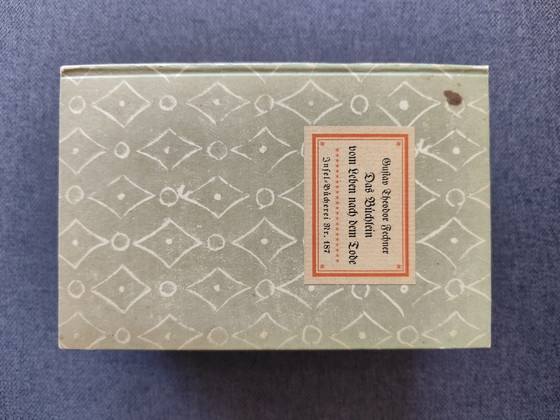 Gustav Theodor Fechner
Das Büchlein
vom Leben nach dem Tode
Insel-Bücherei Nr. 187